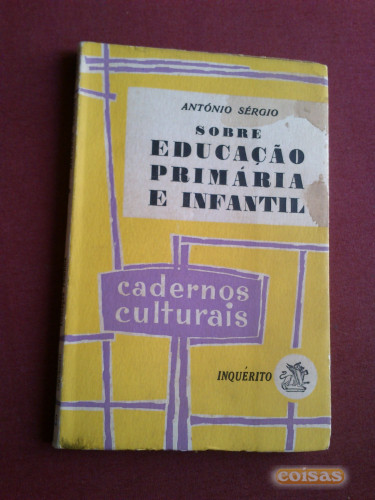 ANTÓNIO SÉRGIO
SOBRE
EDUCAÇÃO
PRIMÁRIA
E INFANTIL
cadernos
culturais
INQUÉRITO
coisas